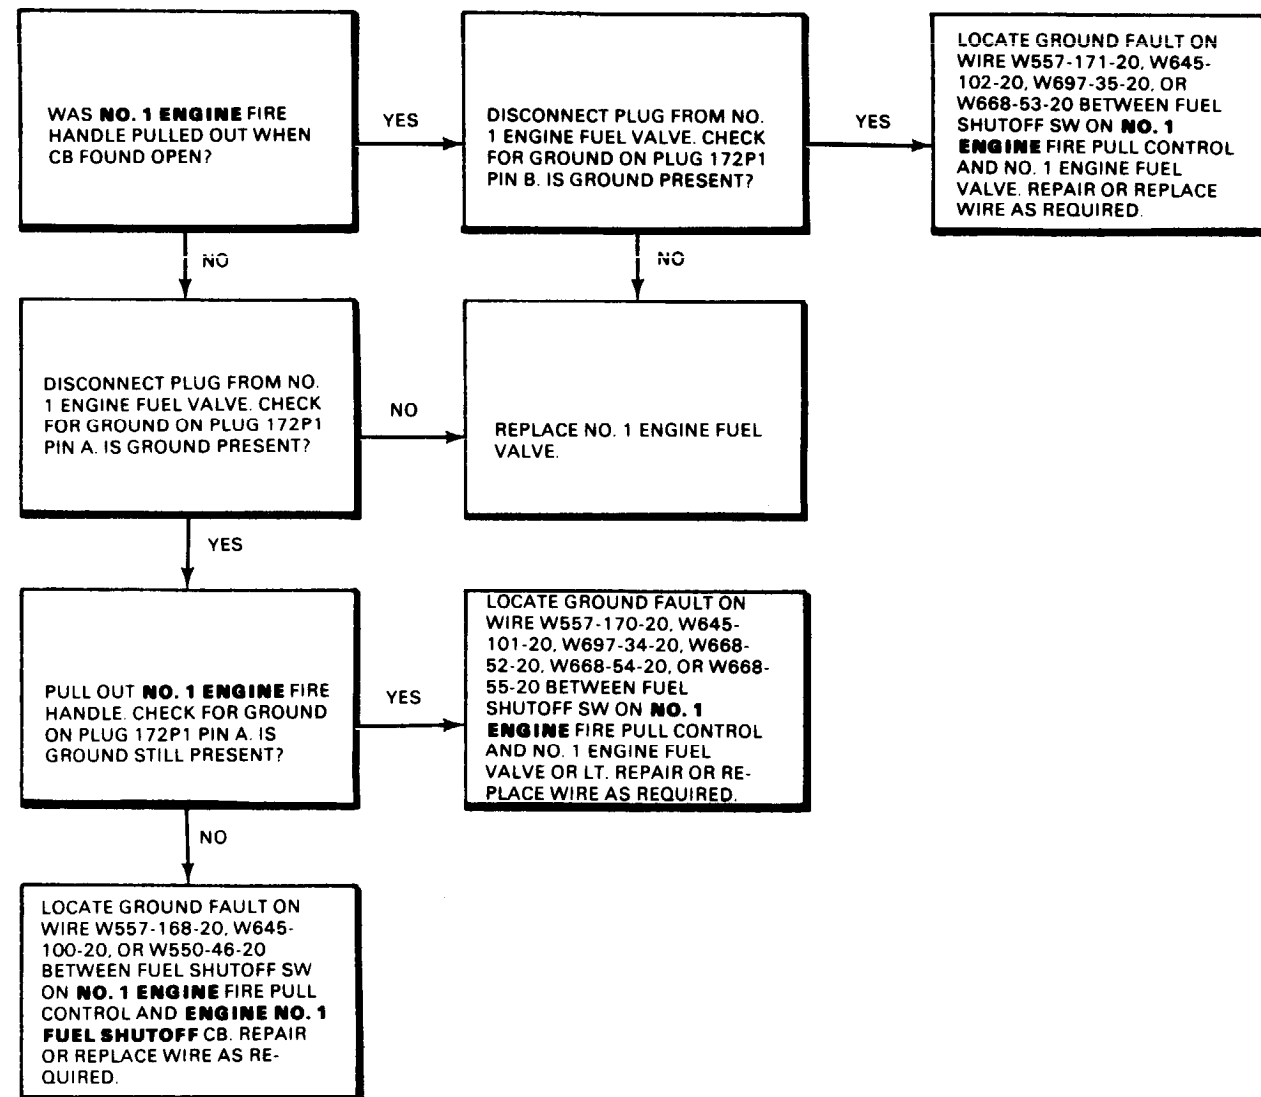 WAS NO. 1 ENGINE FIRE
HANDLE PULLED OUT WHEN
CB FOUND OPEN?
YES
DISCONNECT PLUG FROM NO.
1 ENGINE FUEL VALVE. CHECK
FOR GROUND ON PLUG 172P1
PIN B. IS GROUND PRESENT?
YES
LOCATE GROUND FAULT ON
WIRE W557-171-20, W645-
102-20, W697-35-20, OR
W668-53-20 BETWEEN FUEL
SHUTOFF SW ON NO. 1
ENGINE FIRE PULL CONTROL
AND NO. 1 ENGINE FUEL
VALVE. REPAIR OR REPLACE
WIRE AS REQUIRED.
NO
NO
DISCONNECT PLUG FROM NO.
1 ENGINE FUEL VALVE. CHECK
FOR GROUND ON PLUG 172P1
PIN A. IS GROUND PRESENT?
NO
REPLACE NO. 1 ENGINE FUEL
VALVE.
YES
PULL OUT NO. 1 ENGINE FIRE
HANDLE. CHECK FOR GROUND
ON PLUG 172P1 PIN A. IS
GROUND STILL PRESENT?
YES
LOCATE GROUND FAULT ON
WIRE W557-170-20, W645-
101-20, W697-34-20, W668-
52-20, W668-54-20, OR W668-
55-20 BETWEEN FUEL
SHUTOFF SW ON NO. 1
ENGINE FIRE PULL CONTROL
AND NO. 1 ENGINE FUEL
VALVE OR LT. REPAIR OR RE-
PLACE WIRE AS REQUIRED.
NO
LOCATE GROUND FAULT ON
WIRE W557-168-20, W645-
100-20, OR W550-46-20
BETWEEN FUEL SHUTOFF SW
ON NO. 1 ENGINE FIRE PULL
CONTROL AND ENGINE NO. 1
FUEL SHUTOFF CB. REPAIR
OR REPLACE WIRE AS RE-
QUIRED.